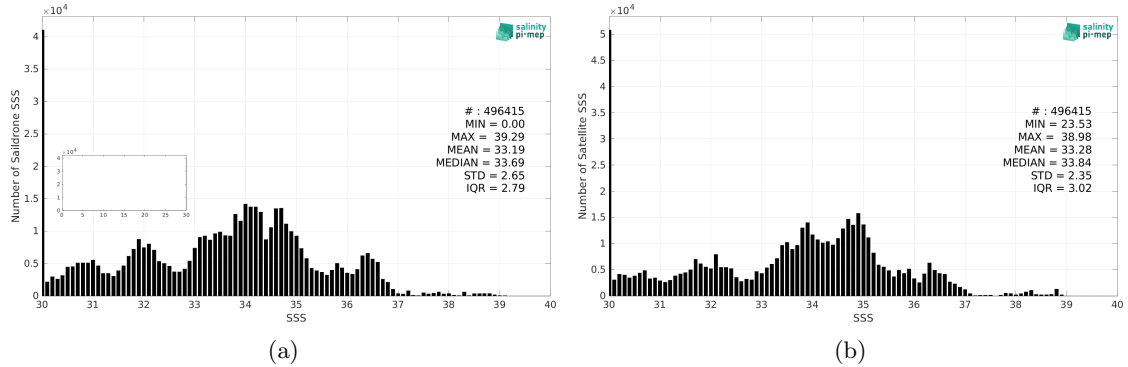 ×10⁴
4
3.5
3
2.5
2
1.5
1
0.5
0
Number of Saildrone SSS
salinity
pi-mep
# : 496415
MIN = 0.00
MAX = 39.29
MEAN = 33.19
MEDIAN = 33.69
STD = 2.65
IQR = 2.79
×10⁴
4
3
2
1
0
0 5 10 15 20 25 30
30 31 32 33 34 35 36 37 38 39 40
SSS
(a)
×10⁴
5
4.5
4
3.5
3
2.5
2
1.5
1
0.5
0
Number of Satellite SSS
salinity
pi-mep
# : 496415
MIN = 23.53
MAX = 38.98
MEAN = 33.28
MEDIAN = 33.84
STD = 2.35
IQR = 3.02
30 31 32 33 34 35 36 37 38 39 40
SSS
(b)